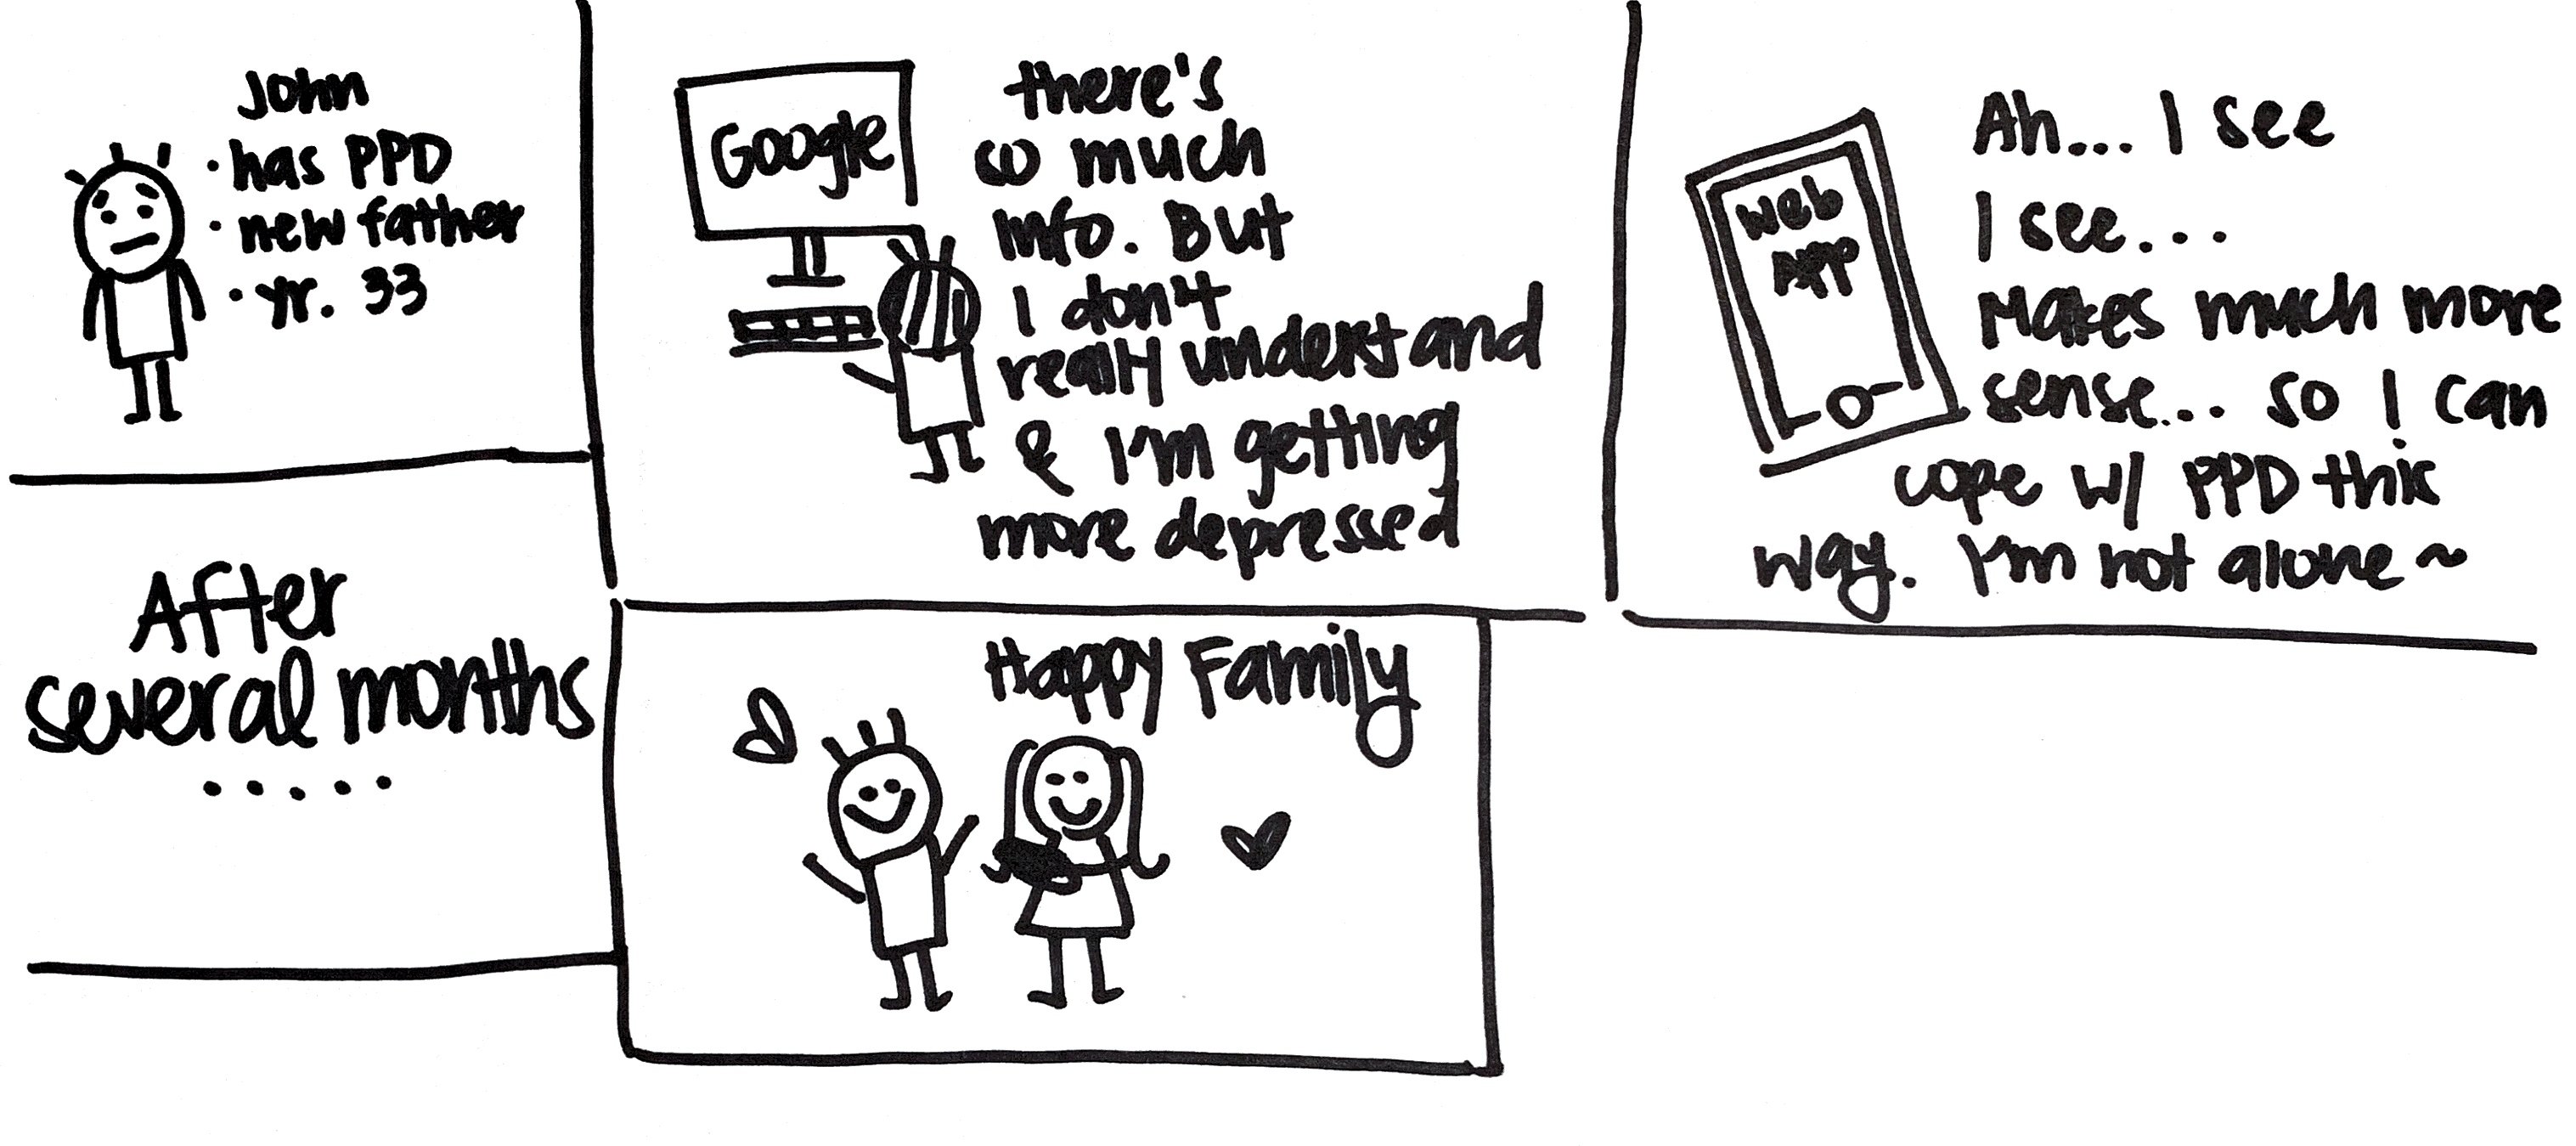 John
• has PPD
• new father
• yr. 33
Google
there's
so much
info. But
I don't
really understand
& I'm getting
more depressed
Web
APP
Ah... I see
I see...
Makes much more
sense... so I can
cope w/ PPD this
way. I'm not alone ~
After
several months
.....
Happy Family